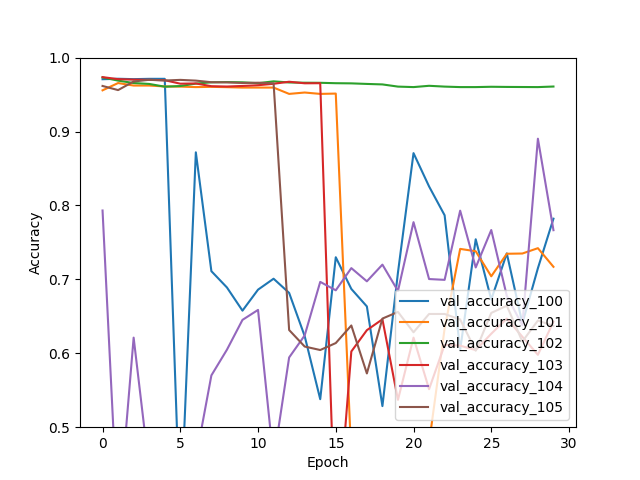 1.0
0.9
0.8
0.7
0.6
0.5
Accuracy
0
5
10
15
20
25
30
Epoch
val_accuracy_100
val_accuracy_101
val_accuracy_102
val_accuracy_103
val_accuracy_104
val_accuracy_105